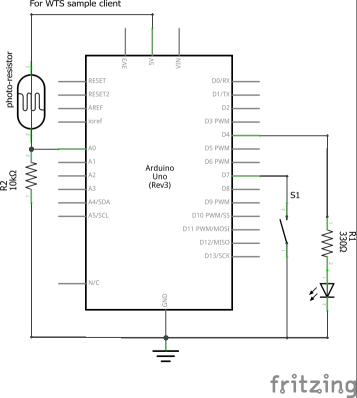 For WTS sample client
3V3
5V
VIN
photo-resistor
RESET
RESET2
AREF
ioref
A0
A1
A2
A3
A4/SDA
A5/SCL
N/C
Arduino
Uno
(Rev3)
D0/RX
D1/TX
D2
D3 PWM
D4
D5 PWM
D6 PWM
D7
D8
D9 PWM
D10 PWM/SS
D11 PWM/MOSI
D12/MISO
D13/SCK
GND
R2
10kΩ
S1
R1
330Ω
fritzing